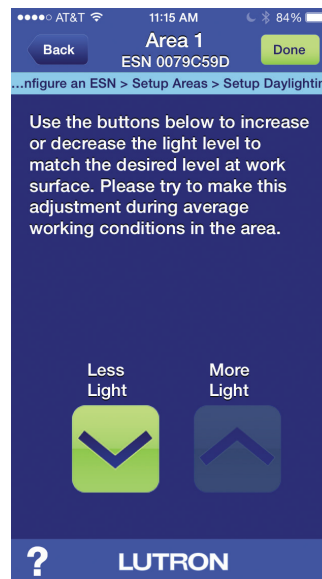 AT&T 11:15 AM 84%
Back Area 1 Done
ESN 0079C59D
...nfigure an ESN > Setup Areas > Setup Daylightin
Use the buttons below to increase
or decrease the light level to
match the desired level at work
surface. Please try to make this
adjustment during average
working conditions in the area.
Less More
Light Light
? LUTRON